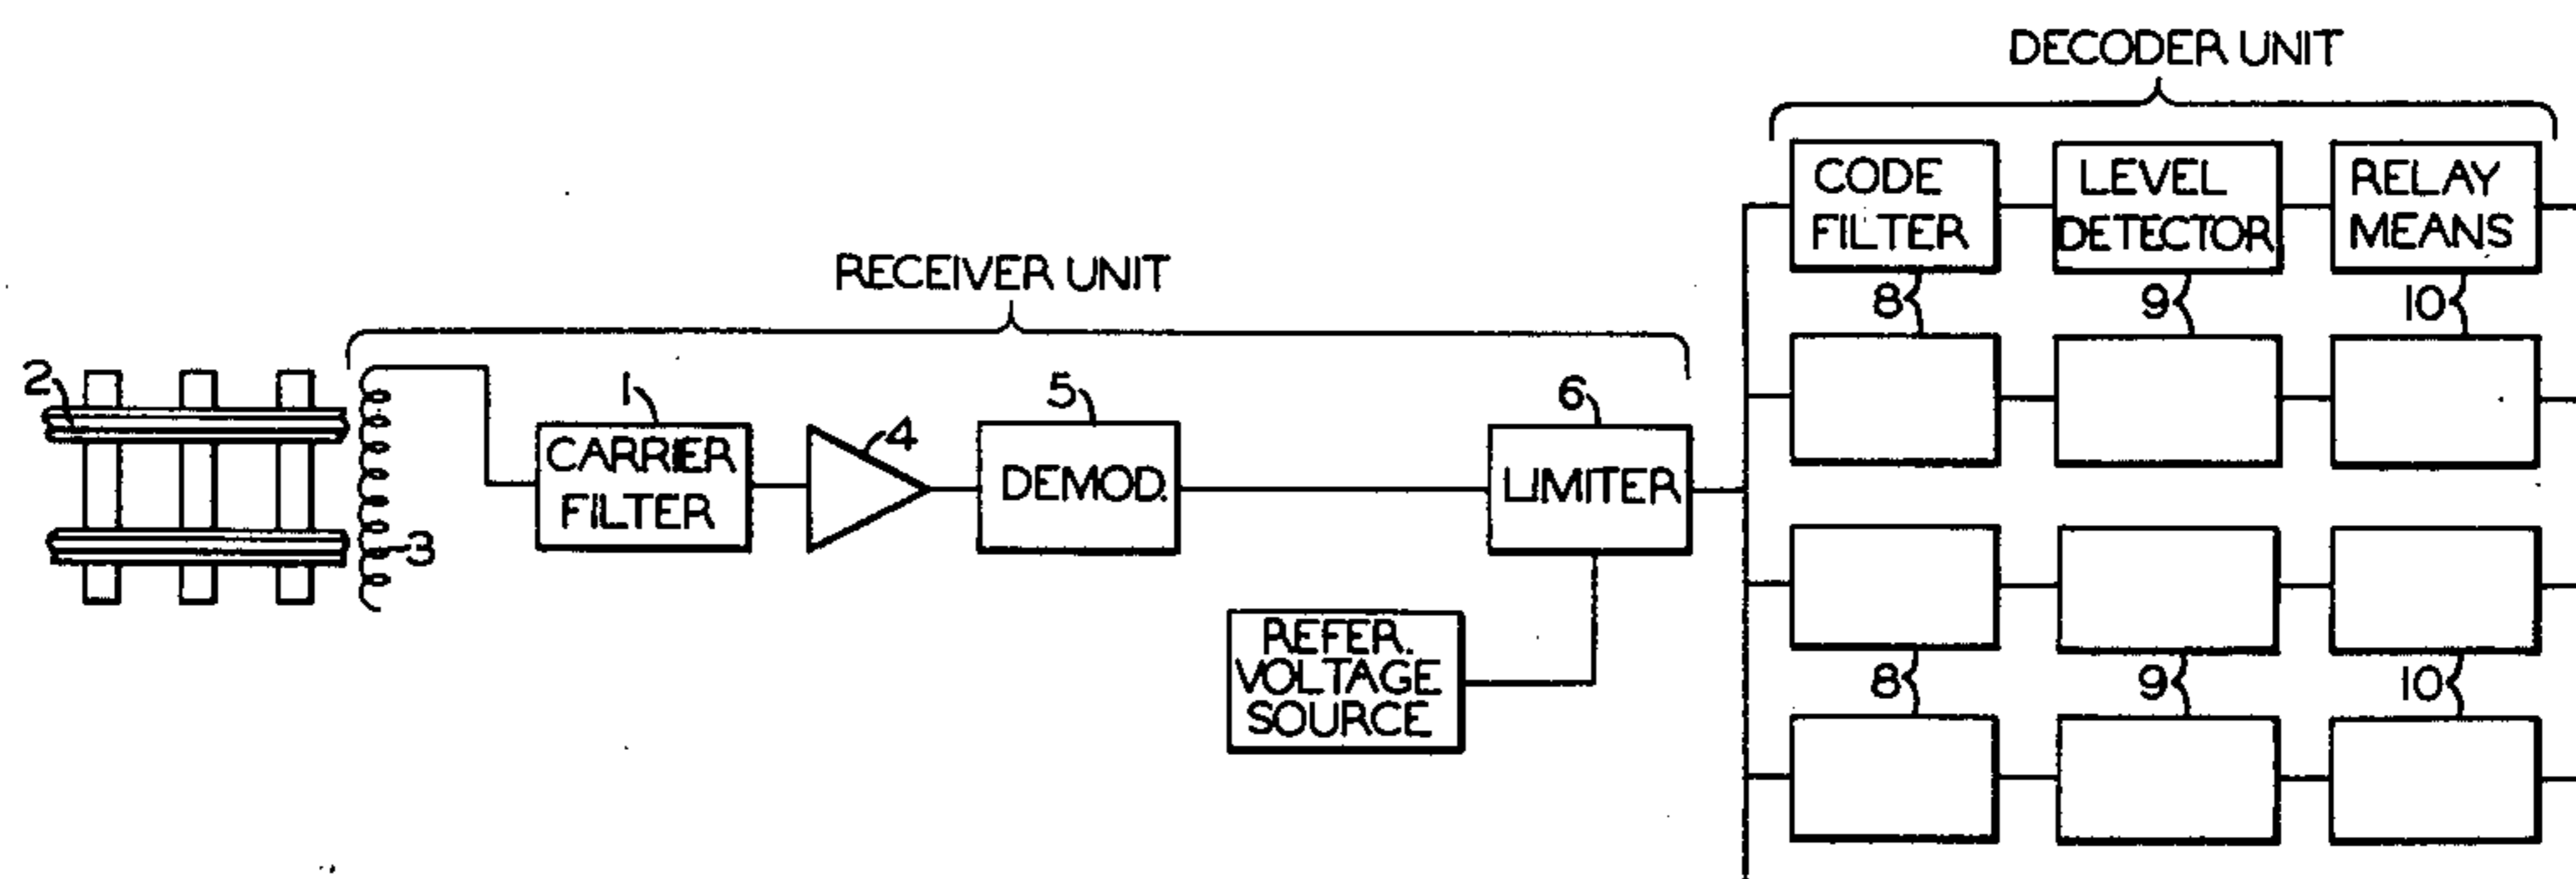 DECODER UNIT
CODE
FILTER
LEVEL
DETECTOR
RELAY
MEANS
RECEIVER UNIT
8
9
10
2
1
4
5
6
CARRIER
FILTER
DEMOD.
LIMITER
3
REFER.
VOLTAGE
SOURCE
8
9
10